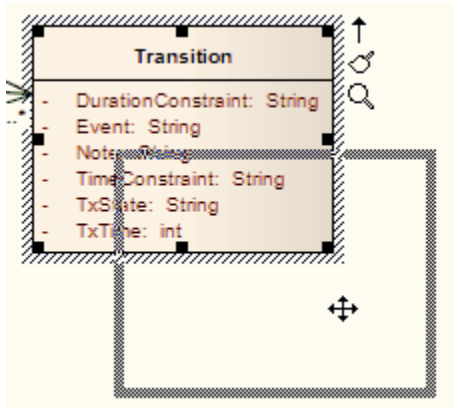 Transition
- DurationConstraint: String
- Event: String
- Note: String
- TimeConstraint: String
- TxState: String
- TxTime: int
..*